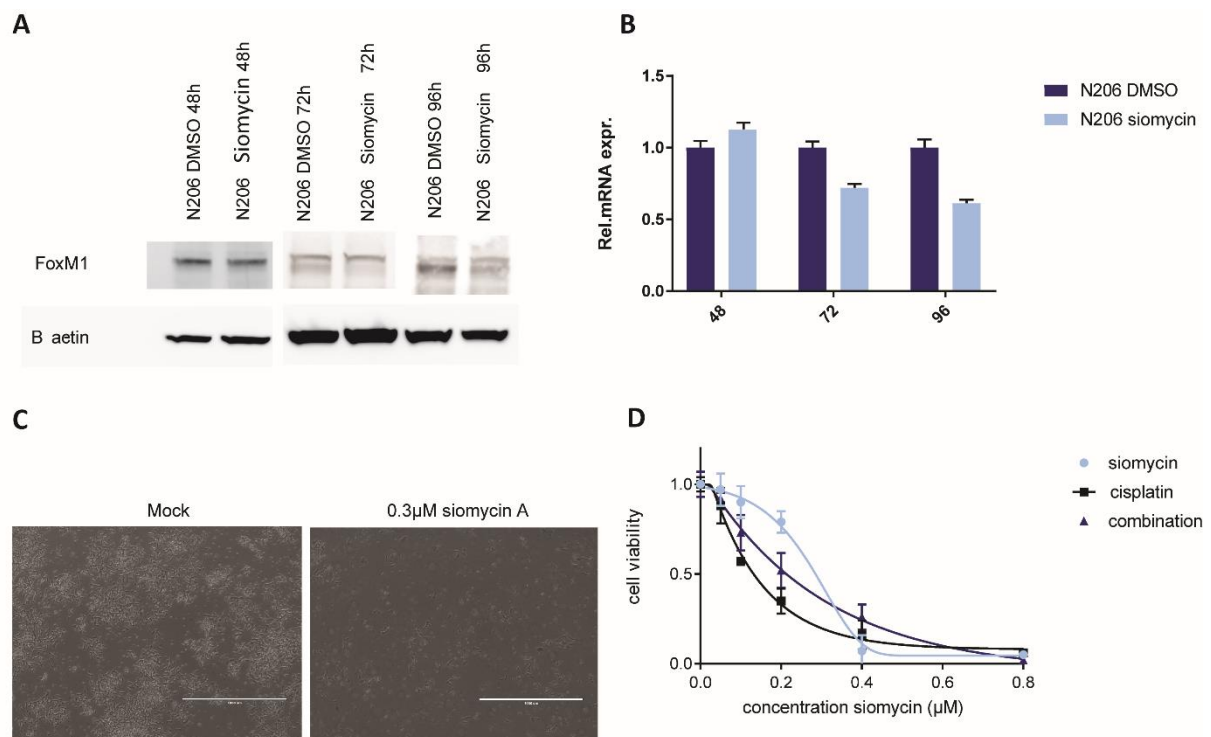 A
N206 DMSO 48h
N206 Siomycin 48h
N206 DMSO 72h
N206 Siomycin 72h
N206 DMSO 96h
N206 Siomycin 96h
FoxM1
B aetin
B
Rel.mRNA expr.
1.5
1.0
0.5
0.0
48
72
96
N206 DMSO
N206 siomycin
C
Mock
0.3µM siomycin A
D
cell viability
1.0
0.5
0.0
0.0
0.2
0.4
0.6
0.8
concentration siomycin (µM)
siomycin
cisplatin
combination